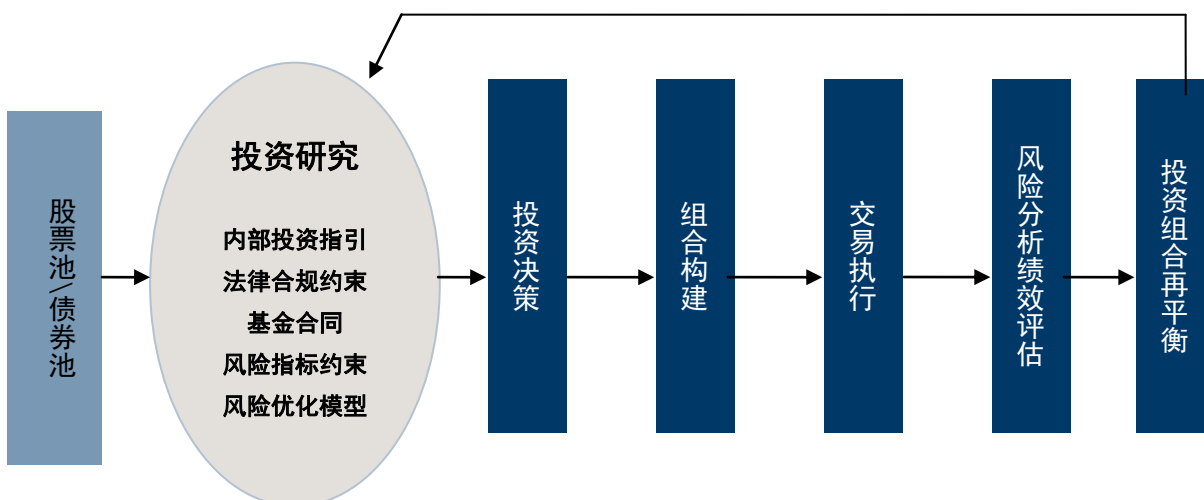 股票池/债券池
投资研究
内部投资指引
法律合规约束
基金合同
风险指标约束
风险优化模型
投资决策
组合构建
交易执行
风险分析绩效评估
投资组合再平衡